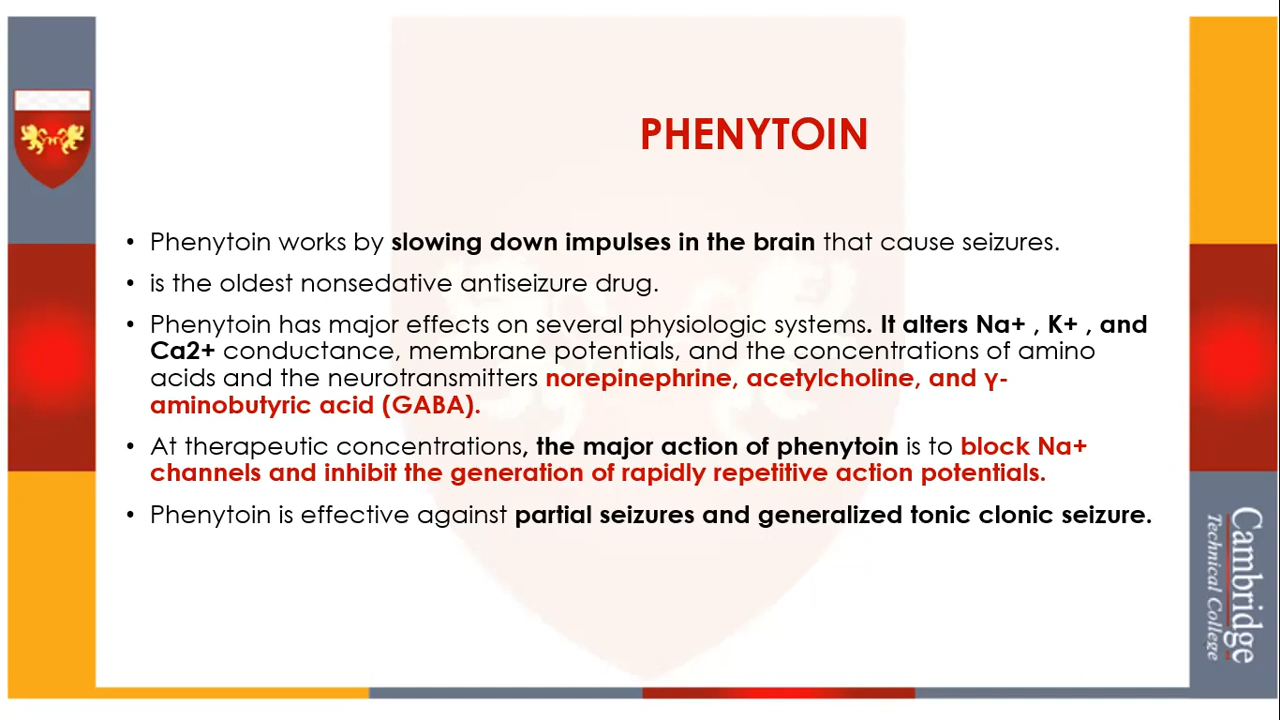 PHENYTOIN
• Phenytoin works by slowing down impulses in the brain that cause seizures.
• is the oldest nonsedative antiseizure drug.
• Phenytoin has major effects on several physiologic systems. It alters Na+ , K+ , and
Ca2+ conductance, membrane potentials, and the concentrations of amino
acids and the neurotransmitters norepinephrine, acetylcholine, and γ-
aminobutyric acid (GABA).
• At therapeutic concentrations, the major action of phenytoin is to block Na+
channels and inhibit the generation of rapidly repetitive action potentials.
• Phenytoin is effective against partial seizures and generalized tonic clonic seizure.
Cambridge
Technical College